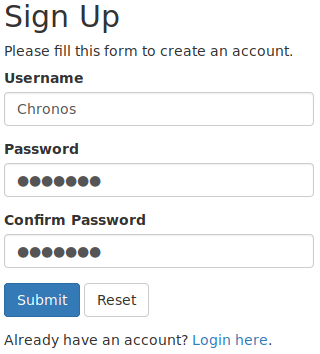 Sign Up
Please fill this form to create an account.
Username
Chronos
Password
●●●●●●●
Confirm Password
●●●●●●●
Submit Reset
Already have an account? Login here.